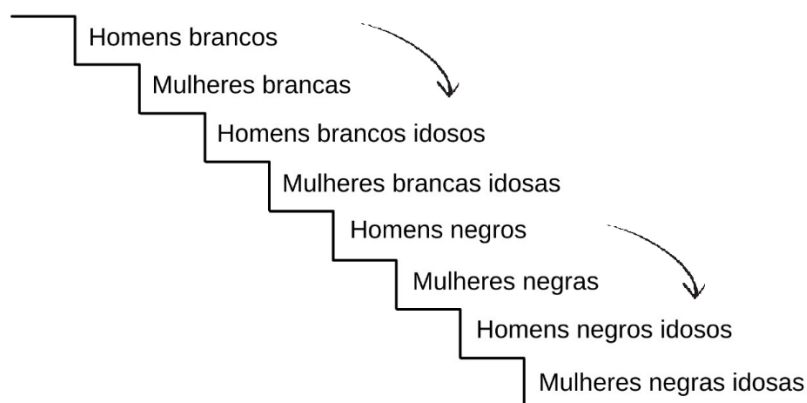 Homens brancos
Mulheres brancas
Homens brancos idosos
Mulheres brancas idosas
Homens negros
Mulheres negras
Homens negros idosos
Mulheres negras idosas